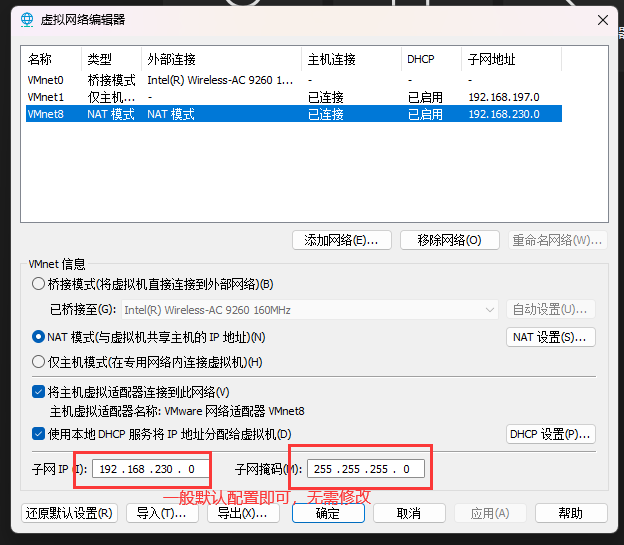 虚拟网络编辑器
名称 类型 外部连接 主机连接 DHCP 子网地址
VMnet0 桥接模式 Intel(R) Wireless-AC 9260 1... - - -
VMnet1 仅主机... - 已连接 已启用 192.168.197.0
VMnet8 NAT 模式 NAT 模式 已连接 已启用 192.168.230.0
添加网络(E)... 移除网络(O) 重命名网络(W)...
VMnet 信息
桥接模式(将虚拟机直接连接到外部网络)(B)
已桥接至(G): Intel(R) Wireless-AC 9260 160MHz 自动设置(U)...
NAT 模式(与虚拟机共享主机的 IP 地址)(N) NAT 设置(S)...
仅主机模式(在专用网络内连接虚拟机)(H)
将主机虚拟适配器连接到此网络(V)
主机虚拟适配器名称: VMware 网络适配器 VMnet8
使用本地 DHCP 服务将 IP 地址分配给虚拟机(D) DHCP 设置(P)...
子网 IP (I): 192 . 168 . 230 . 0 子网掩码(M): 255 . 255 . 255 . 0
一般默认配置即可，无需修改
还原默认设置(R) 导入(T)... 导出(X)... 确定 取消 应用(A) 帮助